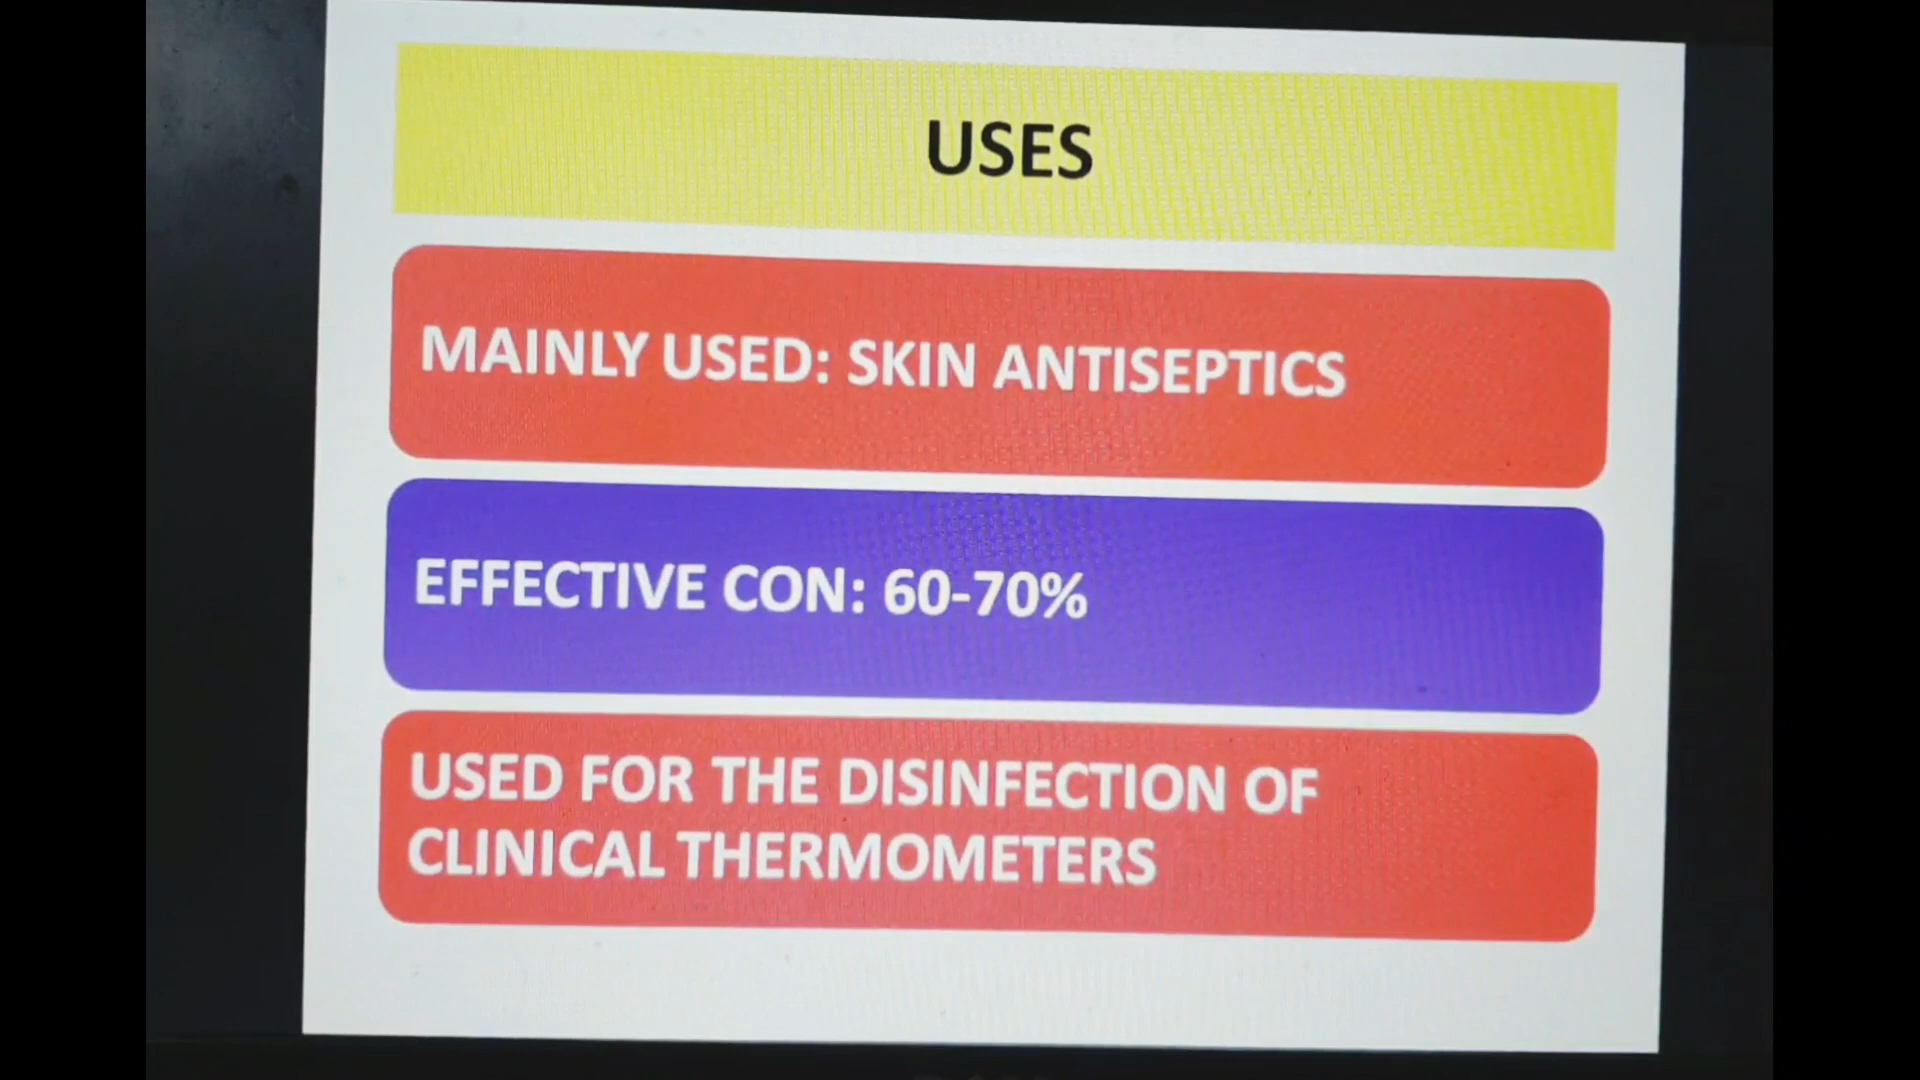 USES
MAINLY USED: SKIN ANTISEPTICS
EFFECTIVE CON: 60-70%
USED FOR THE DISINFECTION OF
CLINICAL THERMOMETERS